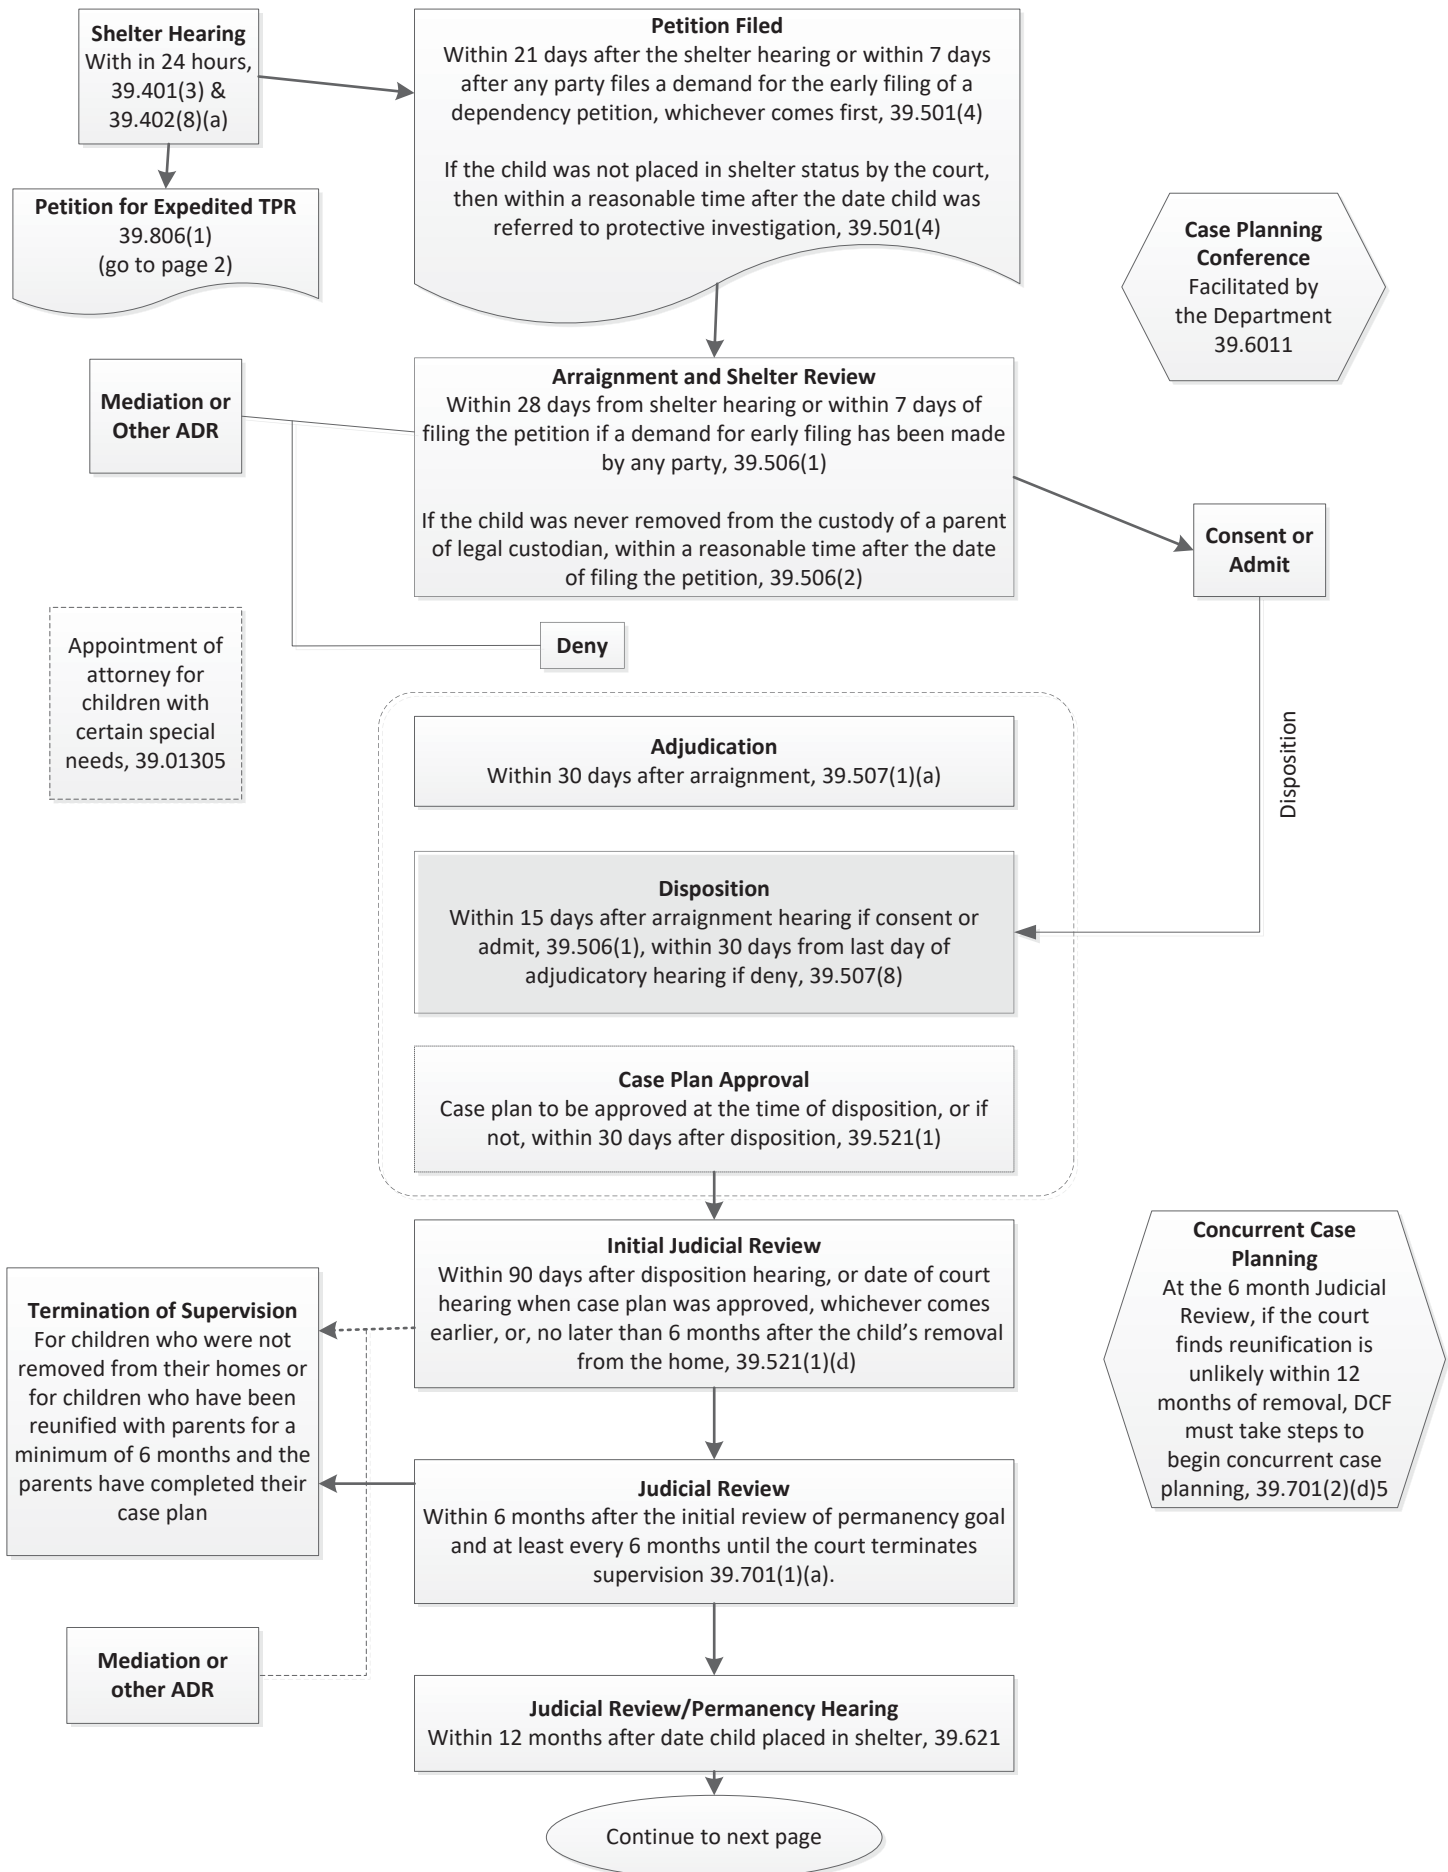 Shelter Hearing
With in 24 hours,
39.401(3) &
39.402(8)(a)
Petition Filed
Within 21 days after the shelter hearing or within 7 days
after any party files a demand for the early filing of a
dependency petition, whichever comes first, 39.501(4)
If the child was not placed in shelter status by the court,
then within a reasonable time after the date child was
referred to protective investigation, 39.501(4)
Petition for Expedited TPR
39.806(1)
(go to page 2)
Case Planning
Conference
Facilitated by
the Department
39.6011
Mediation or
Other ADR
Arraignment and Shelter Review
Within 28 days from shelter hearing or within 7 days of
filing the petition if a demand for early filing has been made
by any party, 39.506(1)
If the child was never removed from the custody of a parent
of legal custodian, within a reasonable time after the date
of filing the petition, 39.506(2)
Consent or
Admit
Deny
Appointment of
attorney for
children with
certain special
needs, 39.01305
Adjudication
Within 30 days after arraignment, 39.507(1)(a)
Disposition
Disposition
Within 15 days after arraignment hearing if consent or
admit, 39.506(1), within 30 days from last day of
adjudicatory hearing if deny, 39.507(8)
Case Plan Approval
Case plan to be approved at the time of disposition, or if
not, within 30 days after disposition, 39.521(1)
Initial Judicial Review
Within 90 days after disposition hearing, or date of court
hearing when case plan was approved, whichever comes
earlier, or, no later than 6 months after the child’s removal
from the home, 39.521(1)(d)
Termination of Supervision
For children who were not
removed from their homes or
for children who have been
reunified with parents for a
minimum of 6 months and the
parents have completed their
case plan
Concurrent Case
Planning
At the 6 month Judicial
Review, if the court
finds reunification is
unlikely within 12
months of removal, DCF
must take steps to
begin concurrent case
planning, 39.701(2)(d)5
Judicial Review
Within 6 months after the initial review of permanency goal
and at least every 6 months until the court terminates
supervision 39.701(1)(a).
Mediation or
other ADR
Judicial Review/Permanency Hearing
Within 12 months after date child placed in shelter, 39.621
Continue to next page